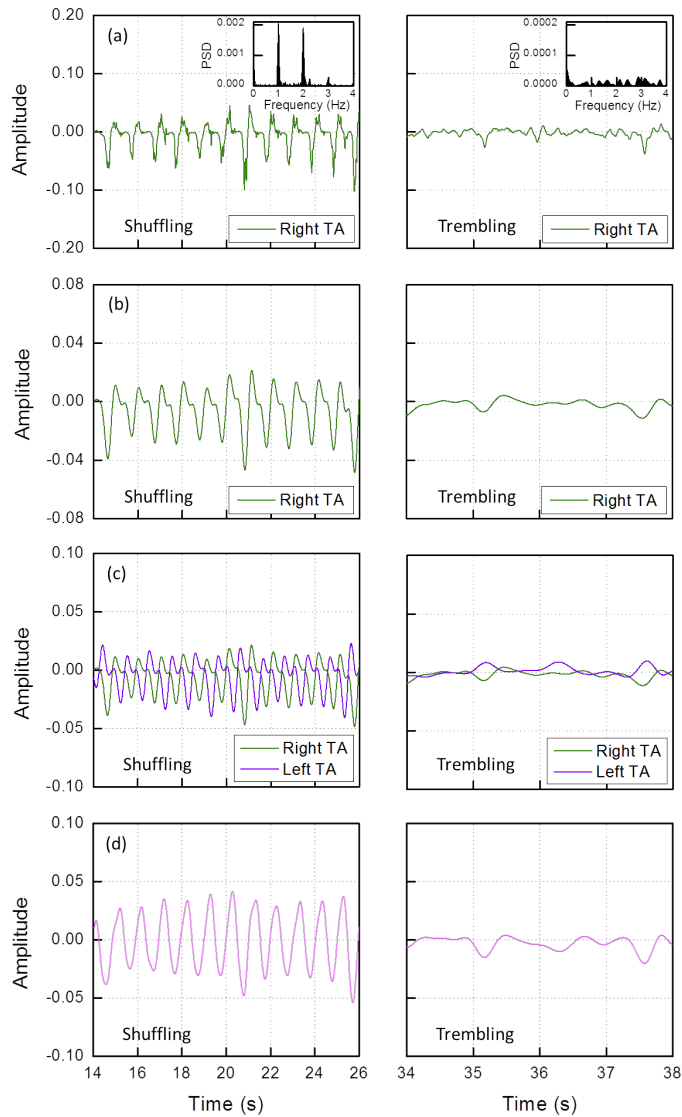 (a)
0.20
0.10
0.00
-0.10
-0.20
Amplitude
PSD
0.002
0.001
0.000
0 1 2 3 4
Frequency (Hz)
Shuffling
Right TA
PSD
0.0002
0.0001
0.0000
0 1 2 3 4
Frequency (Hz)
Trembling
Right TA
(b)
0.08
0.04
0.00
-0.04
-0.08
Amplitude
Shuffling
Right TA
Trembling
Right TA
(c)
0.10
0.05
0.00
-0.05
-0.10
Amplitude
Shuffling
Right TA
Left TA
Trembling
Right TA
Left TA
(d)
0.10
0.05
0.00
-0.05
-0.10
Amplitude
Shuffling
14 16 18 20 22 24 26
Time (s)
Trembling
34 35 36 37 38
Time (s)